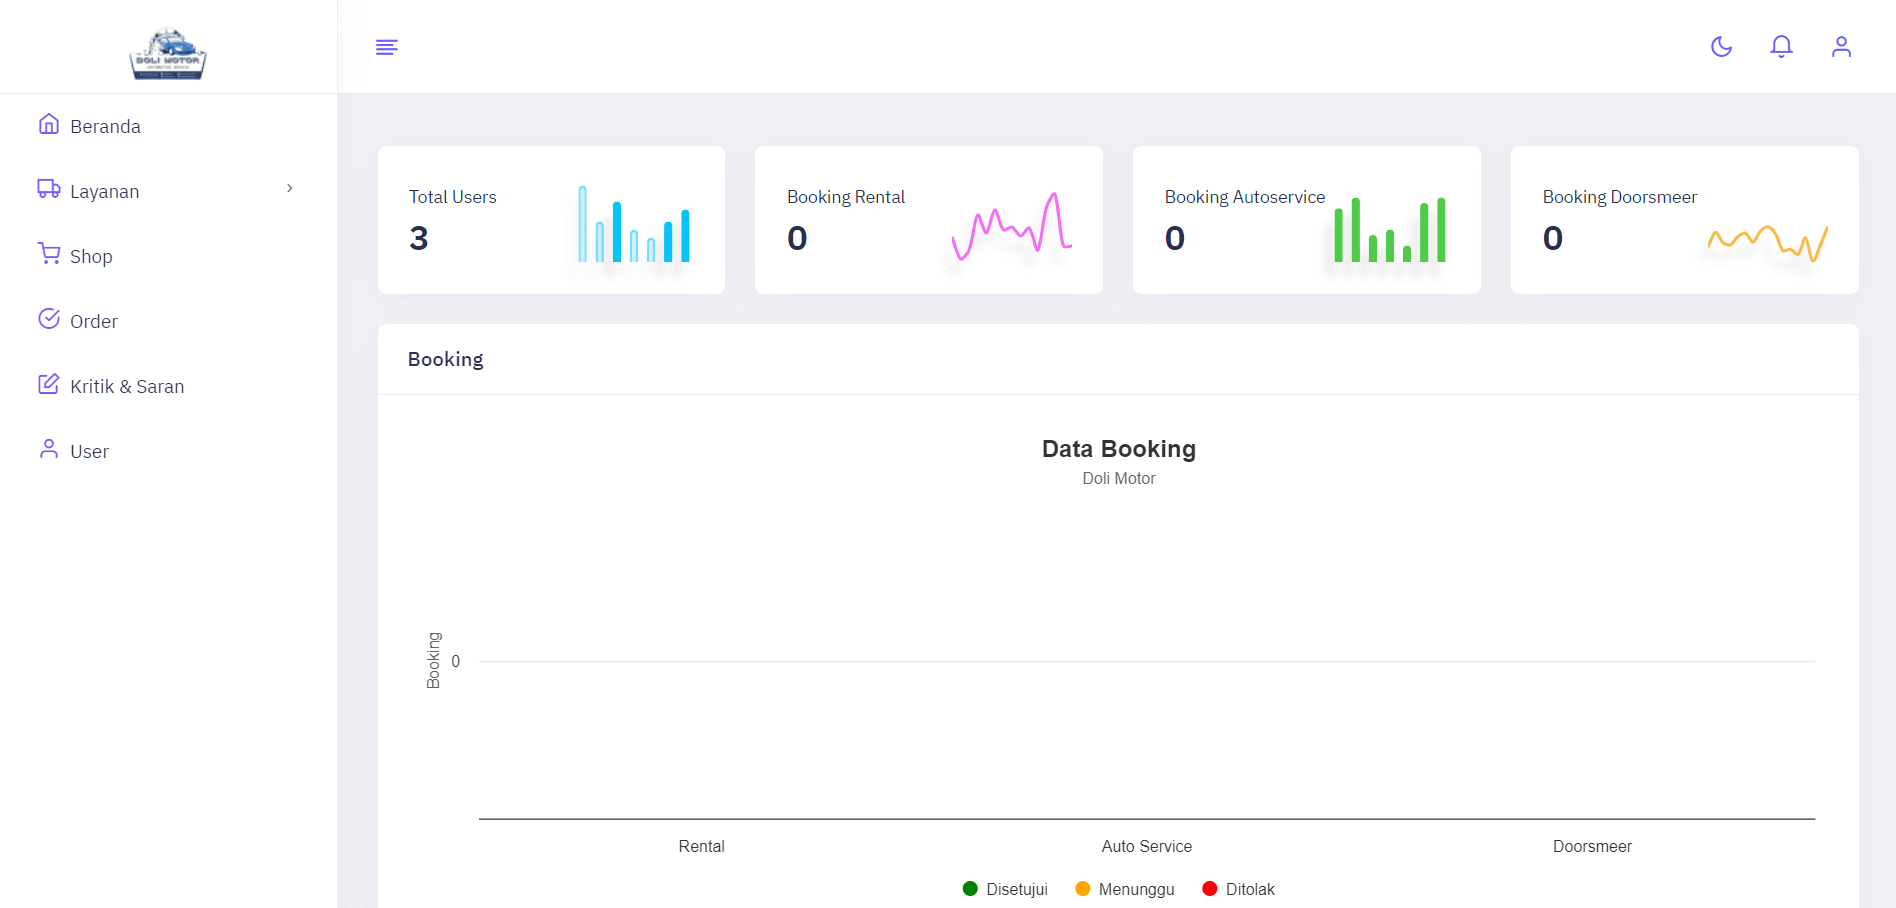 DOLI MOTOR
Beranda
Layanan
Shop
Order
Kritik & Saran
User
Total Users
3
Booking Rental
0
Booking Autoservice
0
Booking Doorsmeer
0
Booking
Data Booking
Doli Motor
Booking
0
Rental
Auto Service
Doorsmeer
Disetujui
Menunggu
Ditolak